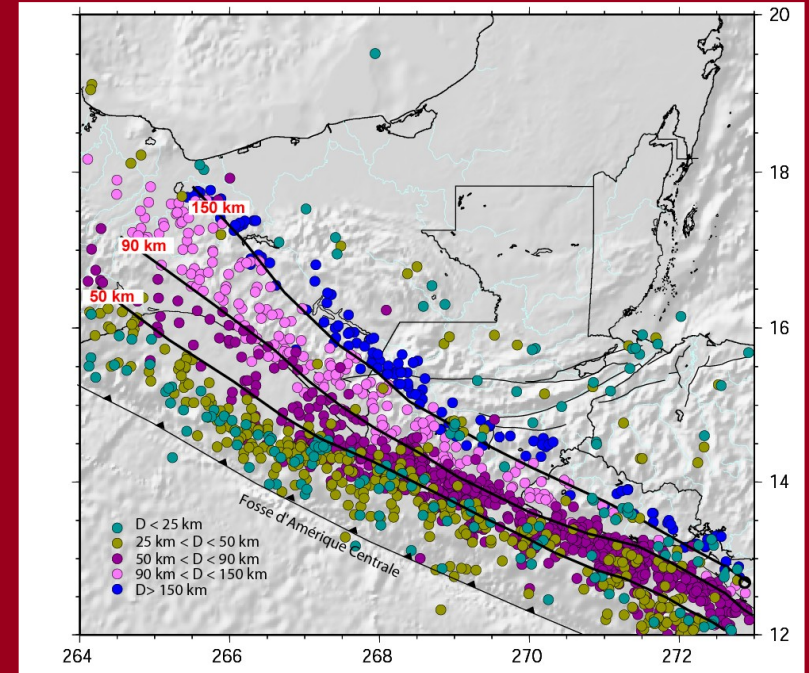 20
18
16
14
12
264
266
268
270
272
150 km
90 km
50 km
Fosse d'Amérique Centrale
D < 25 km
25 km < D < 50 km
50 km < D < 90 km
90 km < D < 150 km
D> 150 km